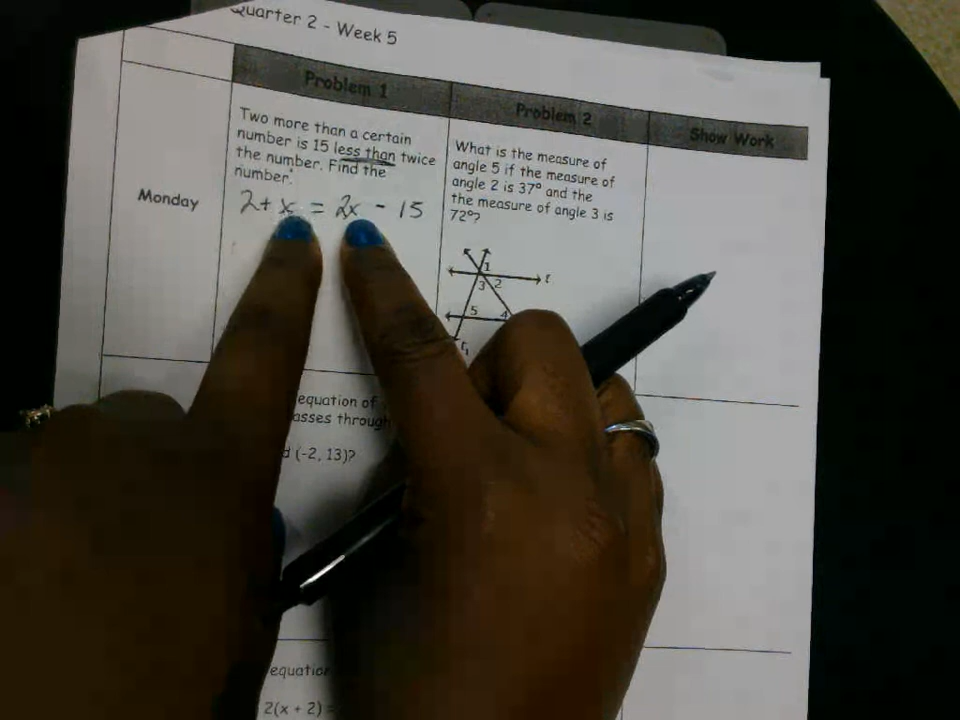 Quarter 2 - Week 5
Problem 1
Problem 2
Show Work
Monday
Two more than a certain
number is 15 less than twice
the number. Find the
number.
2 + x = 2x - 15
What is the measure of
angle 5 if the measure of
angle 2 is 37° and the
the measure of angle 3 is
72°?
1
3 2
5 4
equation of
asses through
(-2, 13)?
equation
2(x + 2)